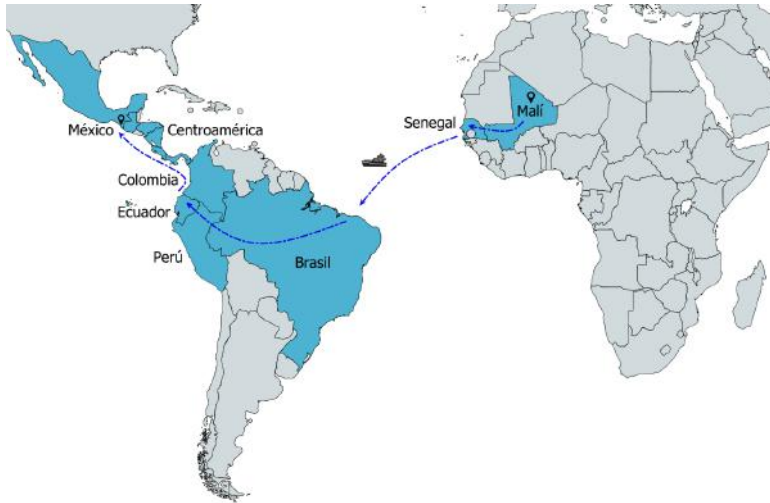 Malí
Senegal
México
Centroamérica
Colombia
Ecuador
Perú
Brasil